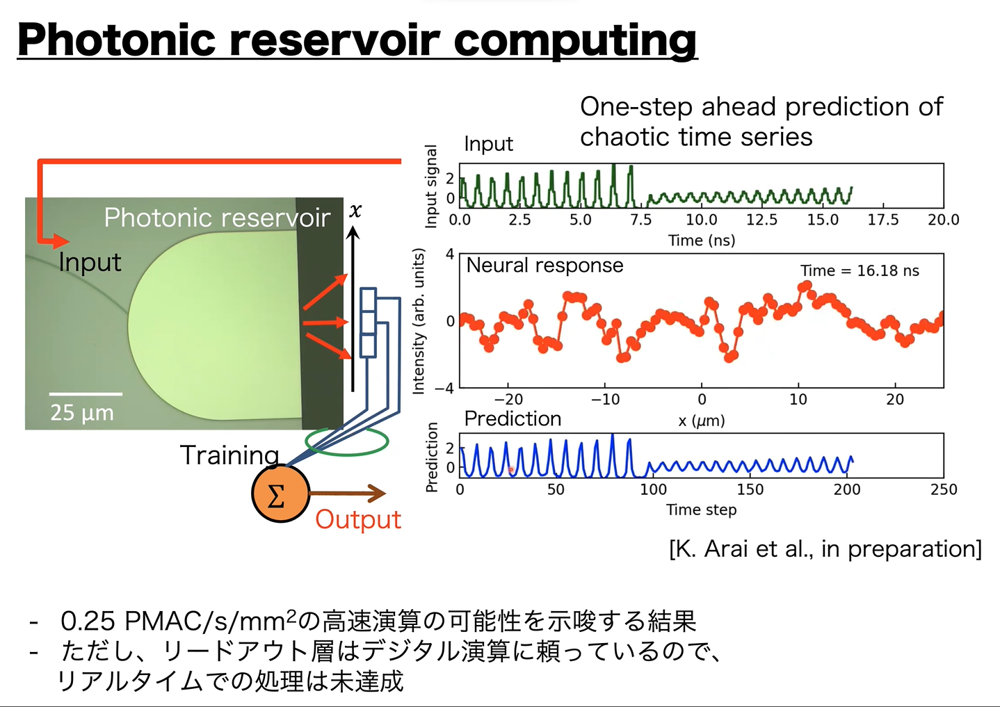 Photonic reservoir computing
One-step ahead prediction of
chaotic time series
Photonic reservoir
Input
25 μm
x
Training
Σ
Output
Input
Input signal
2
0
0.0 2.5 5.0 7.5 10.0 12.5 15.0 17.5 20.0
Time (ns)
Neural response
Time = 16.18 ns
Intensity (arb. units)
4
0
−4
−20 −10 0 10 20
x (μm)
Prediction
Prediction
2
0
0 50 100 150 200 250
Time step
[K. Arai et al., in preparation]
- 0.25 PMAC/s/mm²の高速演算の可能性を示唆する結果
- ただし、リードアウト層はデジタル演算に頼っているので、
リアルタイムでの処理は未達成